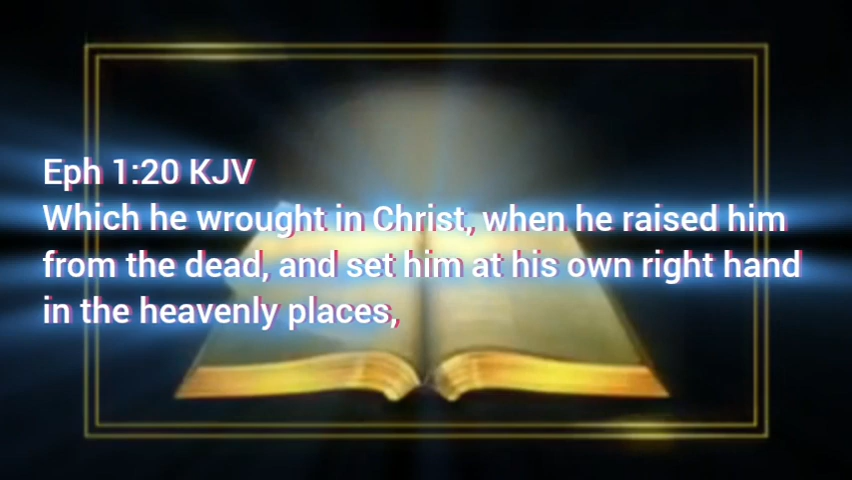 Eph 1:20 KJV
Which he wrought in Christ, when he raised him
from the dead, and set him at his own right hand
in the heavenly places,